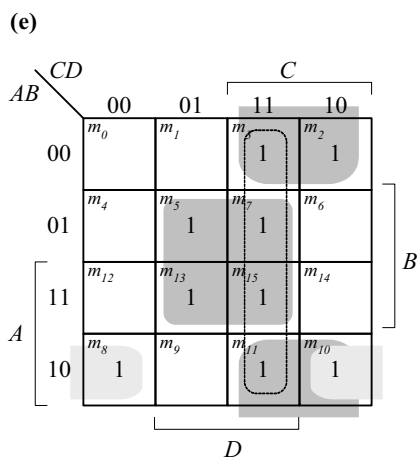 (e)
CD
C
AB
00 01 11 10
m0 m1 m3 m2
00 1 1
m4 m5 m7 m6
01 1 1
B
m12 m13 m15 m14
11 1 1
A
m8 m9 m11 m10
10 1 1 1
D